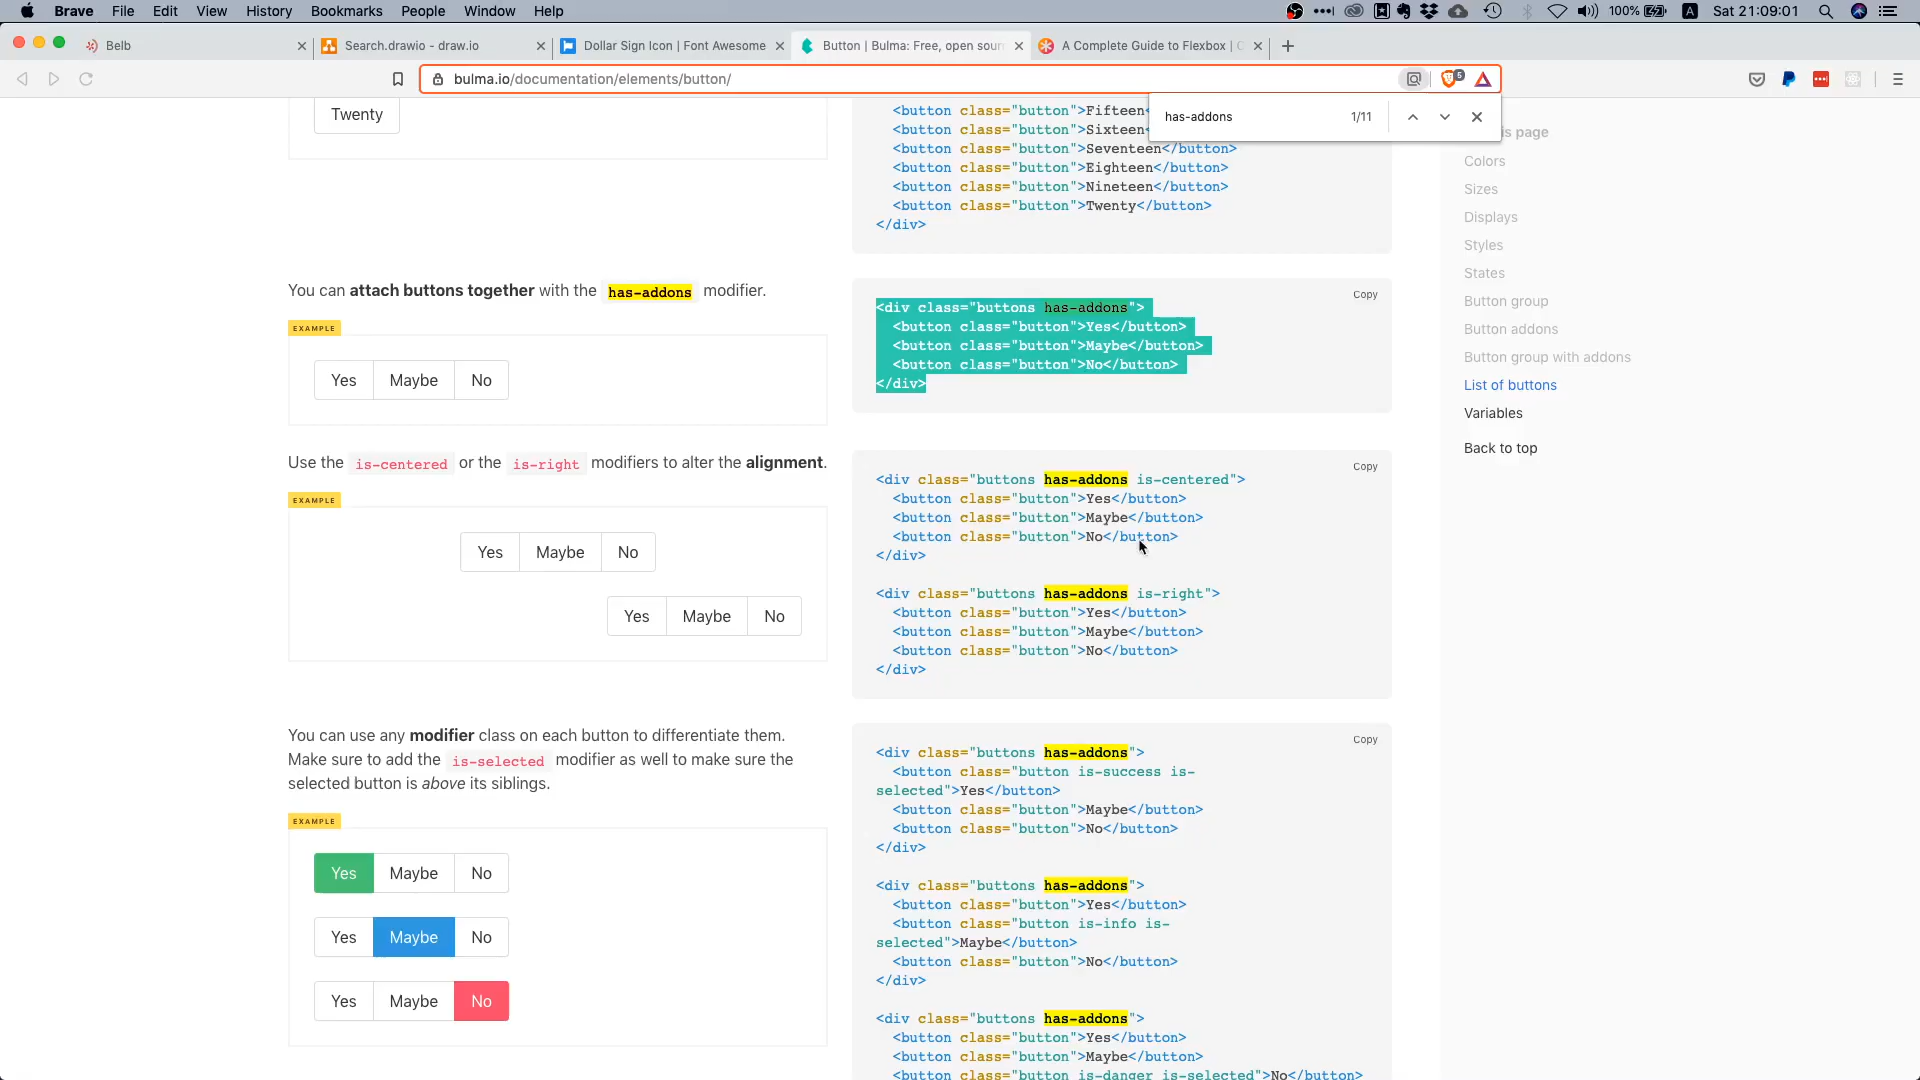 Brave File Edit View History Bookmarks People Window Help 100% A Sat 21:09:01
Belb
Search.drawio - draw.io
Dollar Sign Icon | Font Awesome
Button | Bulma: Free, open sour
A Complete Guide to Flexbox |
bulma.io/documentation/elements/button/
5
has-addons 1/11
Twenty
<button class="button">Fifteen
<button class="button">Sixteen
<button class="button">Seventeen</button>
<button class="button">Eighteen</button>
<button class="button">Nineteen</button>
<button class="button">Twenty</button>
</div>
You can attach buttons together with the has-addons modifier.
EXAMPLE
Yes Maybe No
Copy
<div class="buttons has-addons">
<button class="button">Yes</button>
<button class="button">Maybe</button>
<button class="button">No</button>
</div>
Use the is-centered or the is-right modifiers to alter the alignment.
EXAMPLE
Yes Maybe No
Yes Maybe No
Copy
<div class="buttons has-addons is-centered">
<button class="button">Yes</button>
<button class="button">Maybe</button>
<button class="button">No</button>
</div>
<div class="buttons has-addons is-right">
<button class="button">Yes</button>
<button class="button">Maybe</button>
<button class="button">No</button>
</div>
You can use any modifier class on each button to differentiate them.
Make sure to add the is-selected modifier as well to make sure the
selected button is above its siblings.
EXAMPLE
Yes Maybe No
Yes Maybe No
Yes Maybe No
Copy
<div class="buttons has-addons">
<button class="button is-success is-
selected">Yes</button>
<button class="button">Maybe</button>
<button class="button">No</button>
</div>
<div class="buttons has-addons">
<button class="button">Yes</button>
<button class="button is-info is-
selected">Maybe</button>
<button class="button">No</button>
</div>
<div class="buttons has-addons">
<button class="button">Yes</button>
<button class="button">Maybe</button>
<button class="button is-danger is-selected">No</button>
is page
Colors
Sizes
Displays
Styles
States
Button group
Button addons
Button group with addons
List of buttons
Variables
Back to top